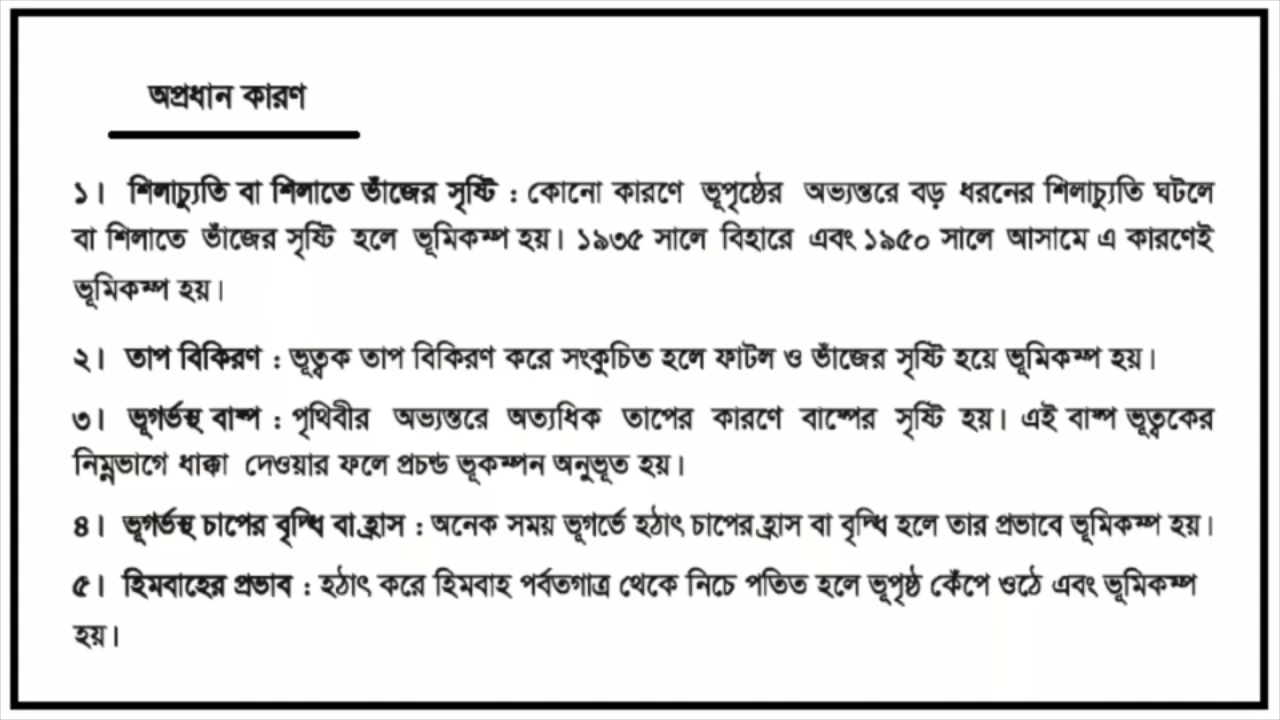 অপ্রধান কারণ
১। শিলাচ্যুতি বা শিলাতে ভাঁজের সৃষ্টি : কোনো কারণে ভূপৃষ্ঠের অভ্যন্তরে বড় ধরনের শিলাচ্যুতি ঘটলে
বা শিলাতে ভাঁজের সৃষ্টি হলে ভূমিকম্প হয়। ১৯৩৫ সালে বিহারে এবং ১৯৫০ সালে আসামে এ কারণেই
ভূমিকম্প হয়।
২। তাপ বিকিরণ : ভূত্বক তাপ বিকিরণ করে সংকুচিত হলে ফাটল ও ভাঁজের সৃষ্টি হয়ে ভূমিকম্প হয়।
৩। ভূগর্ভস্থ বাষ্প : পৃথিবীর অভ্যন্তরে অত্যধিক তাপের কারণে বাষ্পের সৃষ্টি হয়। এই বাষ্প ভূত্বকের
নিম্নভাগে ধাক্কা দেওয়ার ফলে প্রচন্ড ভূকম্পন অনুভূত হয়।
৪। ভূগর্ভস্থ চাপের বৃদ্ধি বা হ্রাস : অনেক সময় ভূগর্ভে হঠাৎ চাপের হ্রাস বা বৃদ্ধি হলে তার প্রভাবে ভূমিকম্প হয়।
৫। হিমবাহের প্রভাব : হঠাৎ করে হিমবাহ পর্বতগাত্র থেকে নিচে পতিত হলে ভূপৃষ্ঠ কেঁপে ওঠে এবং ভূমিকম্প
হয়।